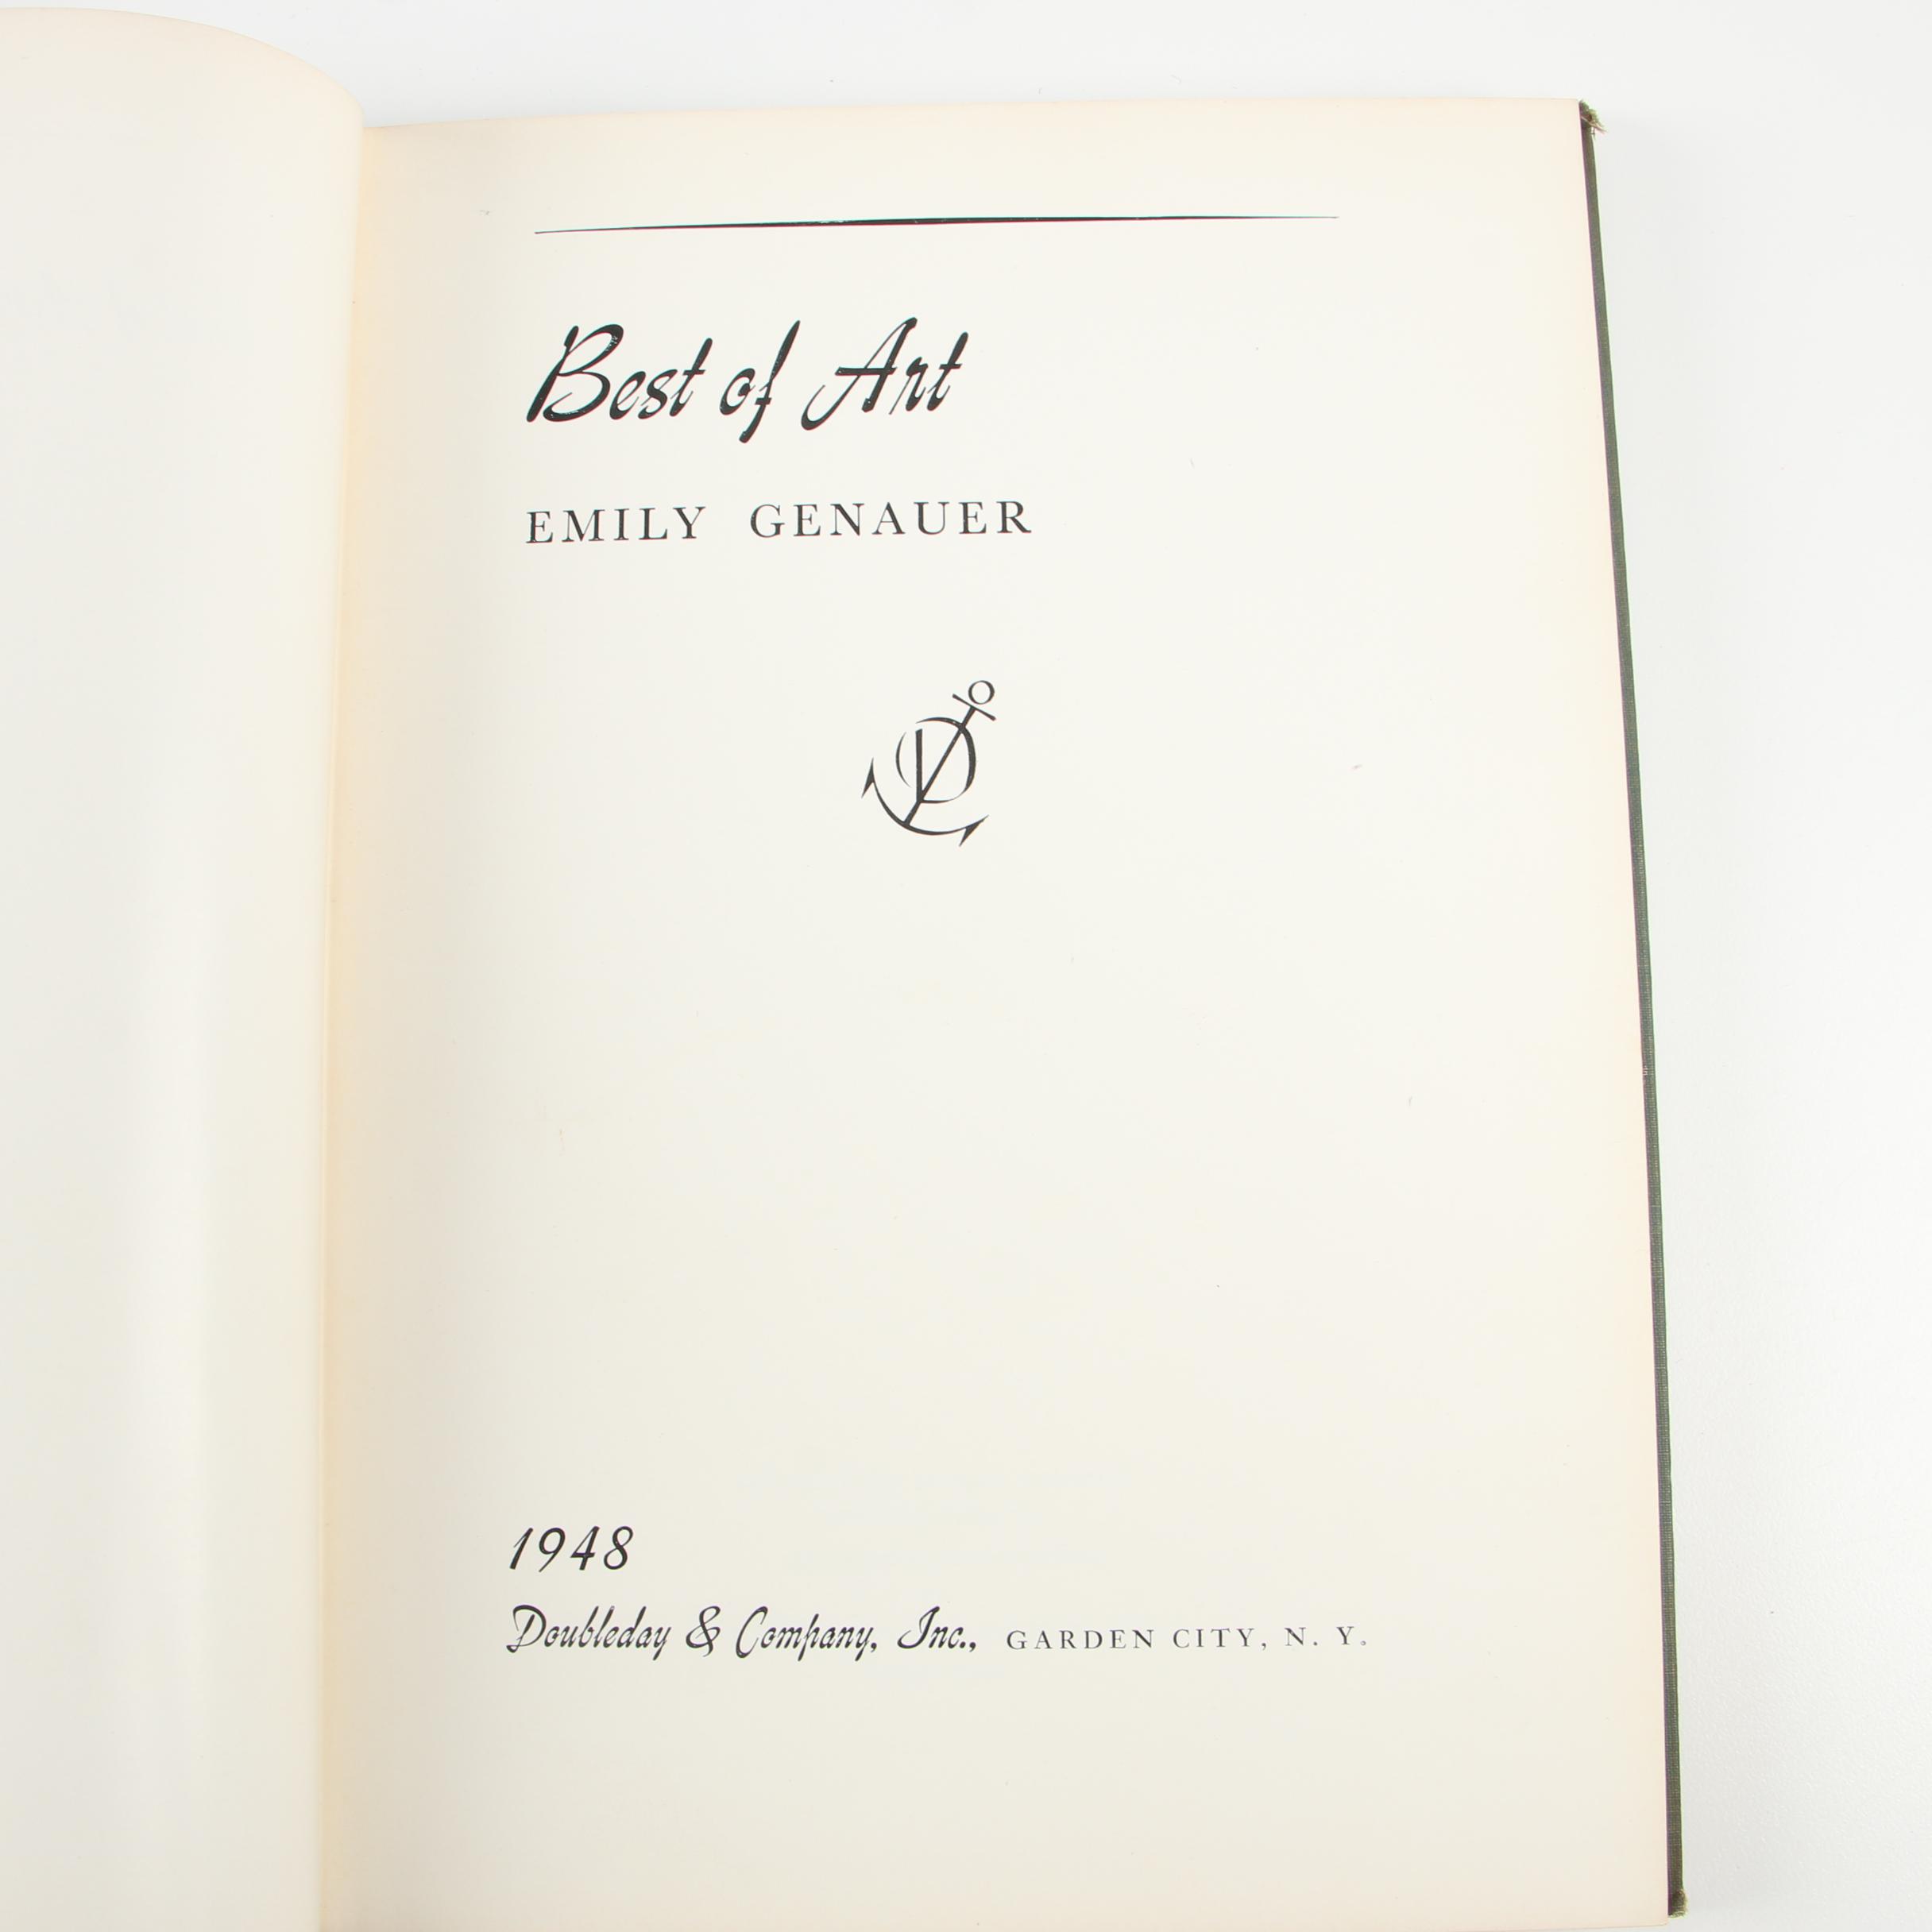 Best of Art
EMILY GENAUER
1948
Doubleday & Company, Inc., GARDEN CITY, N. Y.